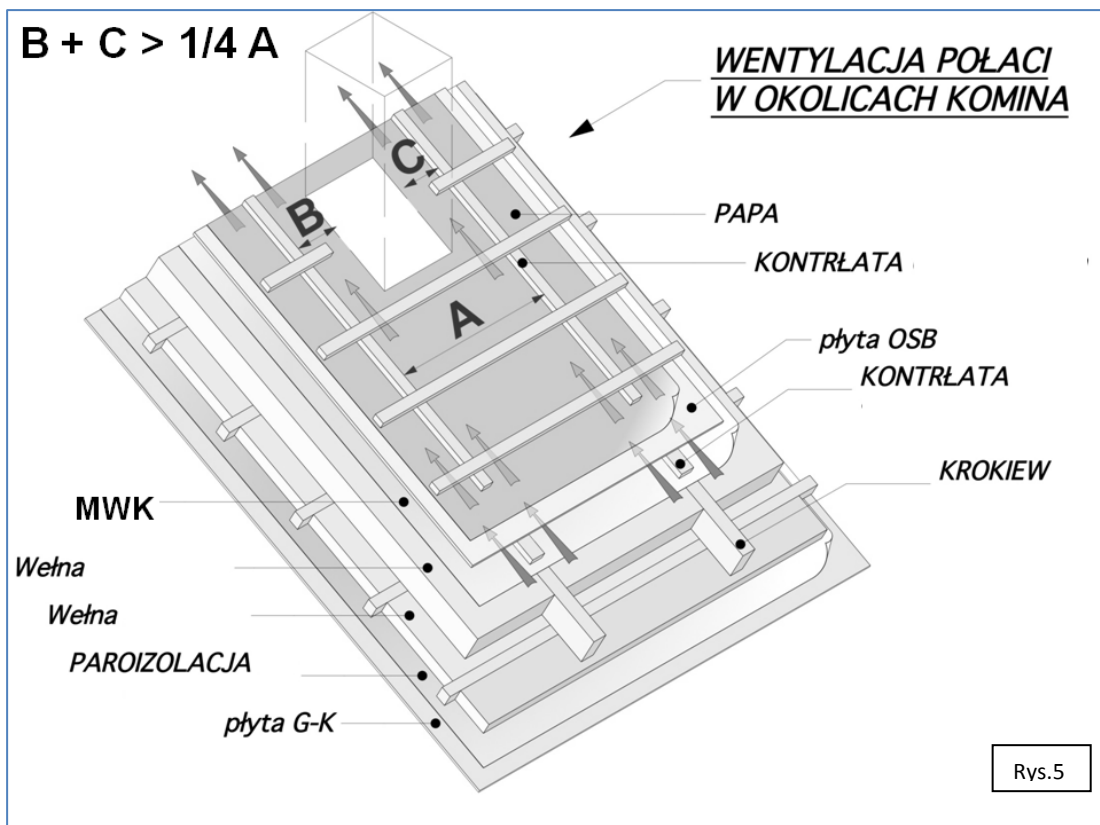 B + C > 1/4 A
WENTYLACJA POŁACI
W OKOLICACH KOMINA
C
B
A
PAPA
KONTRŁATA
płyta OSB
KONTRŁATA
KROKIEW
MWK
Wełna
Wełna
PAROIZOLACJA
płyta G-K
Rys.5